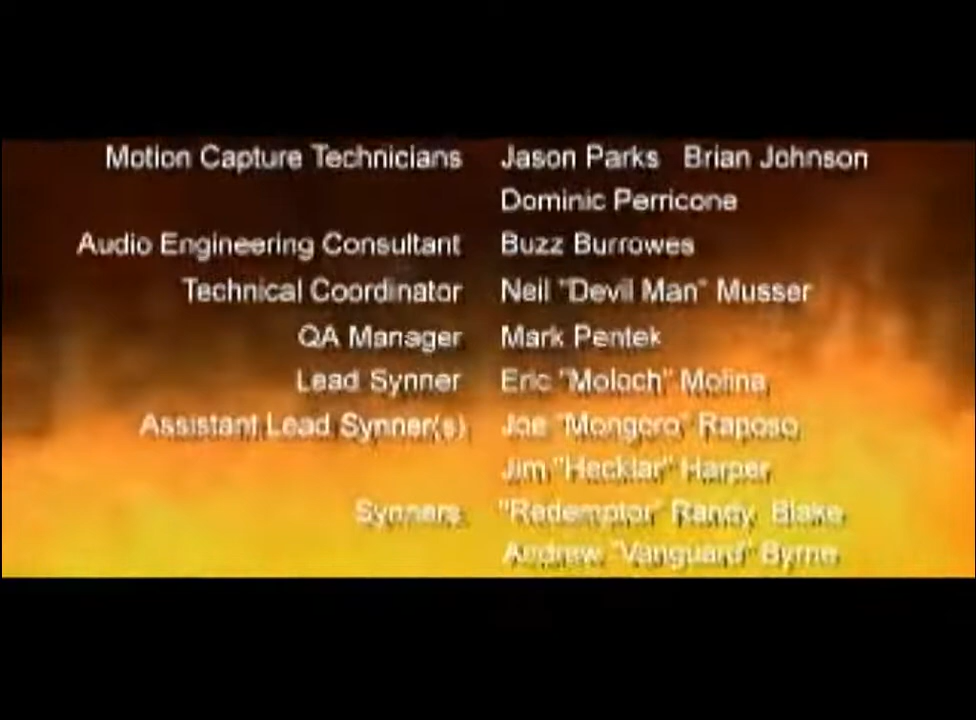 Motion Capture Technicians Jason Parks Brian Johnson
Dominic Perricone
Audio Engineering Consultant Buzz Burrowes
Technical Coordinator Neil "Devil Man" Musser
QA Manager Mark Pentek
Lead Synner Eric "Moloch" Molina
Assistant Lead Synner(s) Joe "Mongoro" Raposo
Jim "Hecklar" Harper
Synners "Redemptor" Randy Blake
Andrew "Vanguard" Byrne